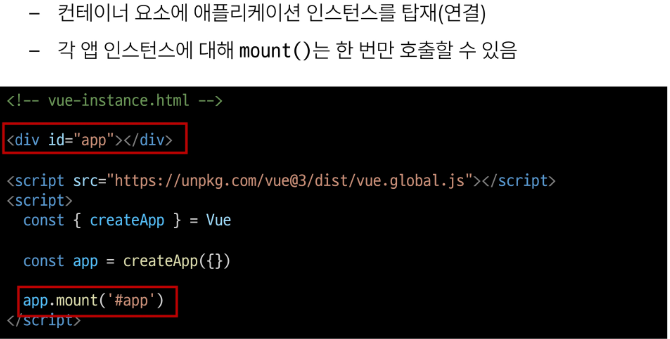 – 컨테이너 요소에 애플리케이션 인스턴스를 탑재(연결)
– 각 앱 인스턴스에 대해 mount()는 한 번만 호출할 수 있음
<!-- vue-instance.html -->
<div id="app"></div>
<script src="https://unpkg.com/vue@3/dist/vue.global.js"></script>
<script>
const { createApp } = Vue
const app = createApp({})
app.mount('#app')
</script>